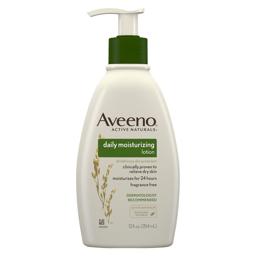 Aveeno.
ACTIVE NATURALS
daily moisturizing
lotion
clinically proven to
relieve dry skin
moisturizes for 24 hours
fragrance free
DERMATOLOGIST
RECOMMENDED